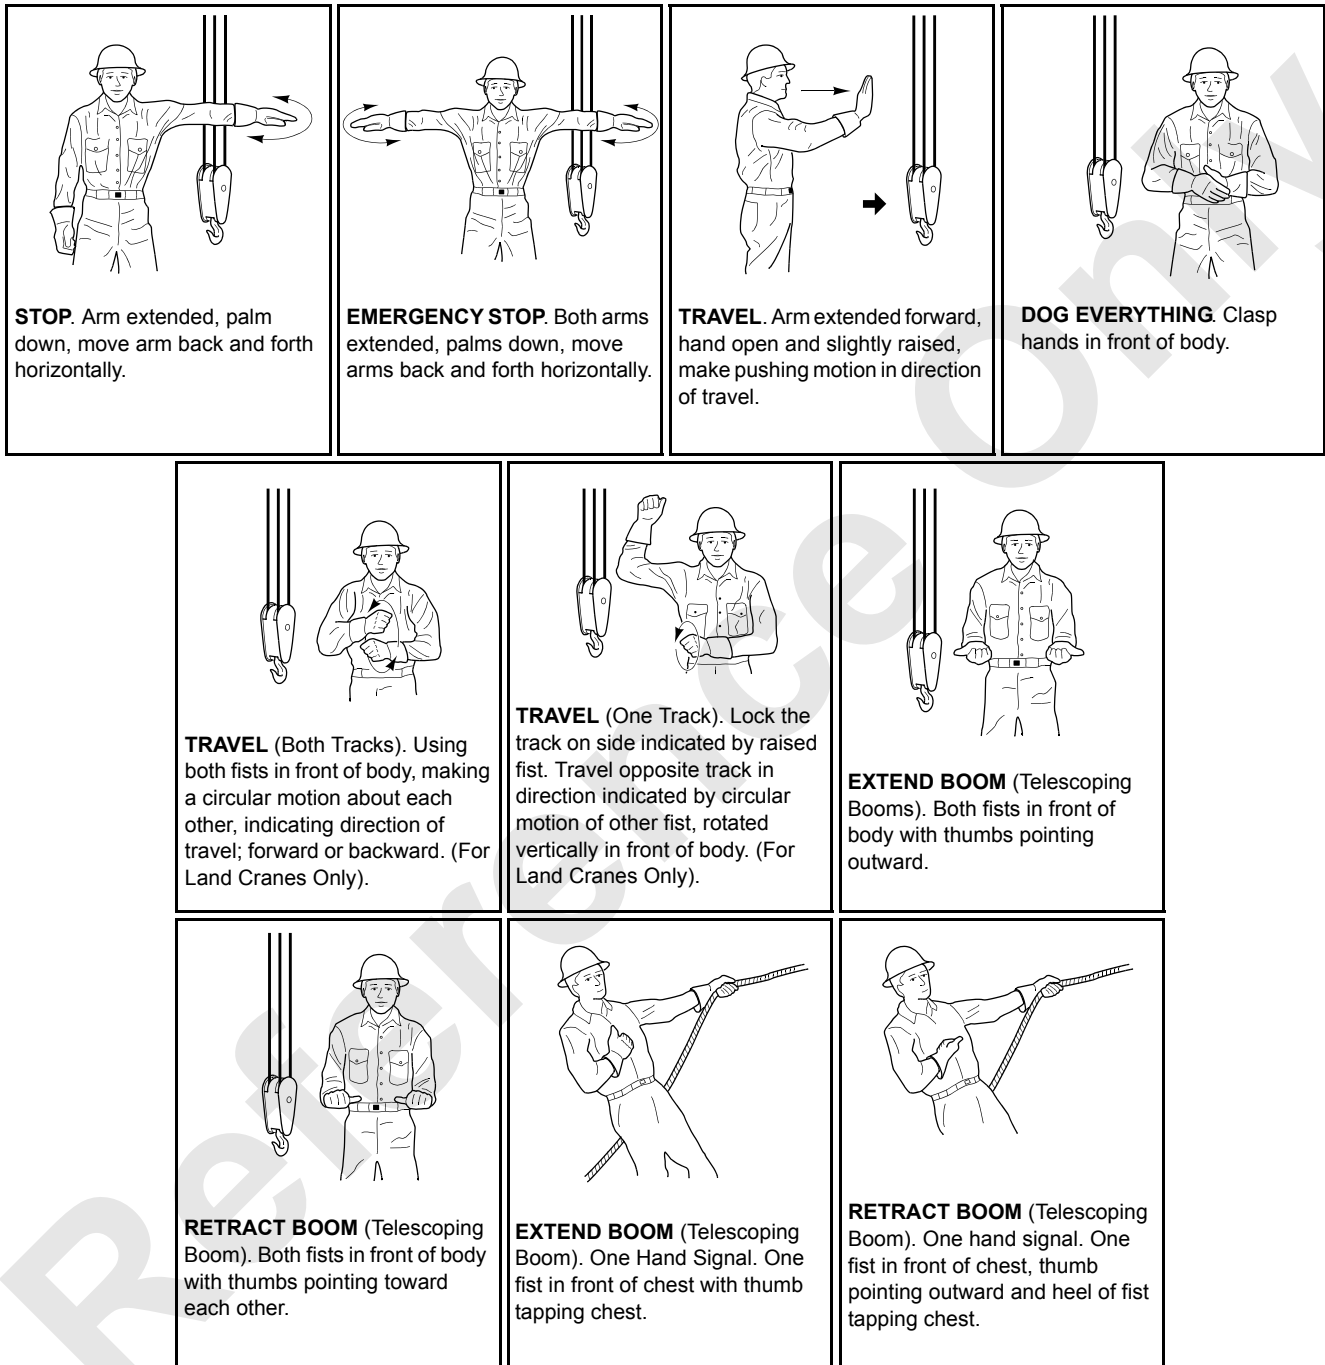 STOP. Arm extended, palm
down, move arm back and forth
horizontally.
EMERGENCY STOP. Both arms
extended, palms down, move
arms back and forth horizontally.
TRAVEL. Arm extended forward,
hand open and slightly raised,
make pushing motion in direction
of travel.
DOG EVERYTHING. Clasp
hands in front of body.
TRAVEL (Both Tracks). Using
both fists in front of body, making
a circular motion about each
other, indicating direction of
travel; forward or backward. (For
Land Cranes Only).
TRAVEL (One Track). Lock the
track on side indicated by raised
fist. Travel opposite track in
direction indicated by circular
motion of other fist, rotated
vertically in front of body. (For
Land Cranes Only).
EXTEND BOOM (Telescoping
Booms). Both fists in front of
body with thumbs pointing
outward.
RETRACT BOOM (Telescoping
Boom). Both fists in front of body
with thumbs pointing toward
each other.
EXTEND BOOM (Telescoping
Boom). One Hand Signal. One
fist in front of chest with thumb
tapping chest.
RETRACT BOOM (Telescoping
Boom). One hand signal. One
fist in front of chest, thumb
pointing outward and heel of fist
tapping chest.
Reference Only